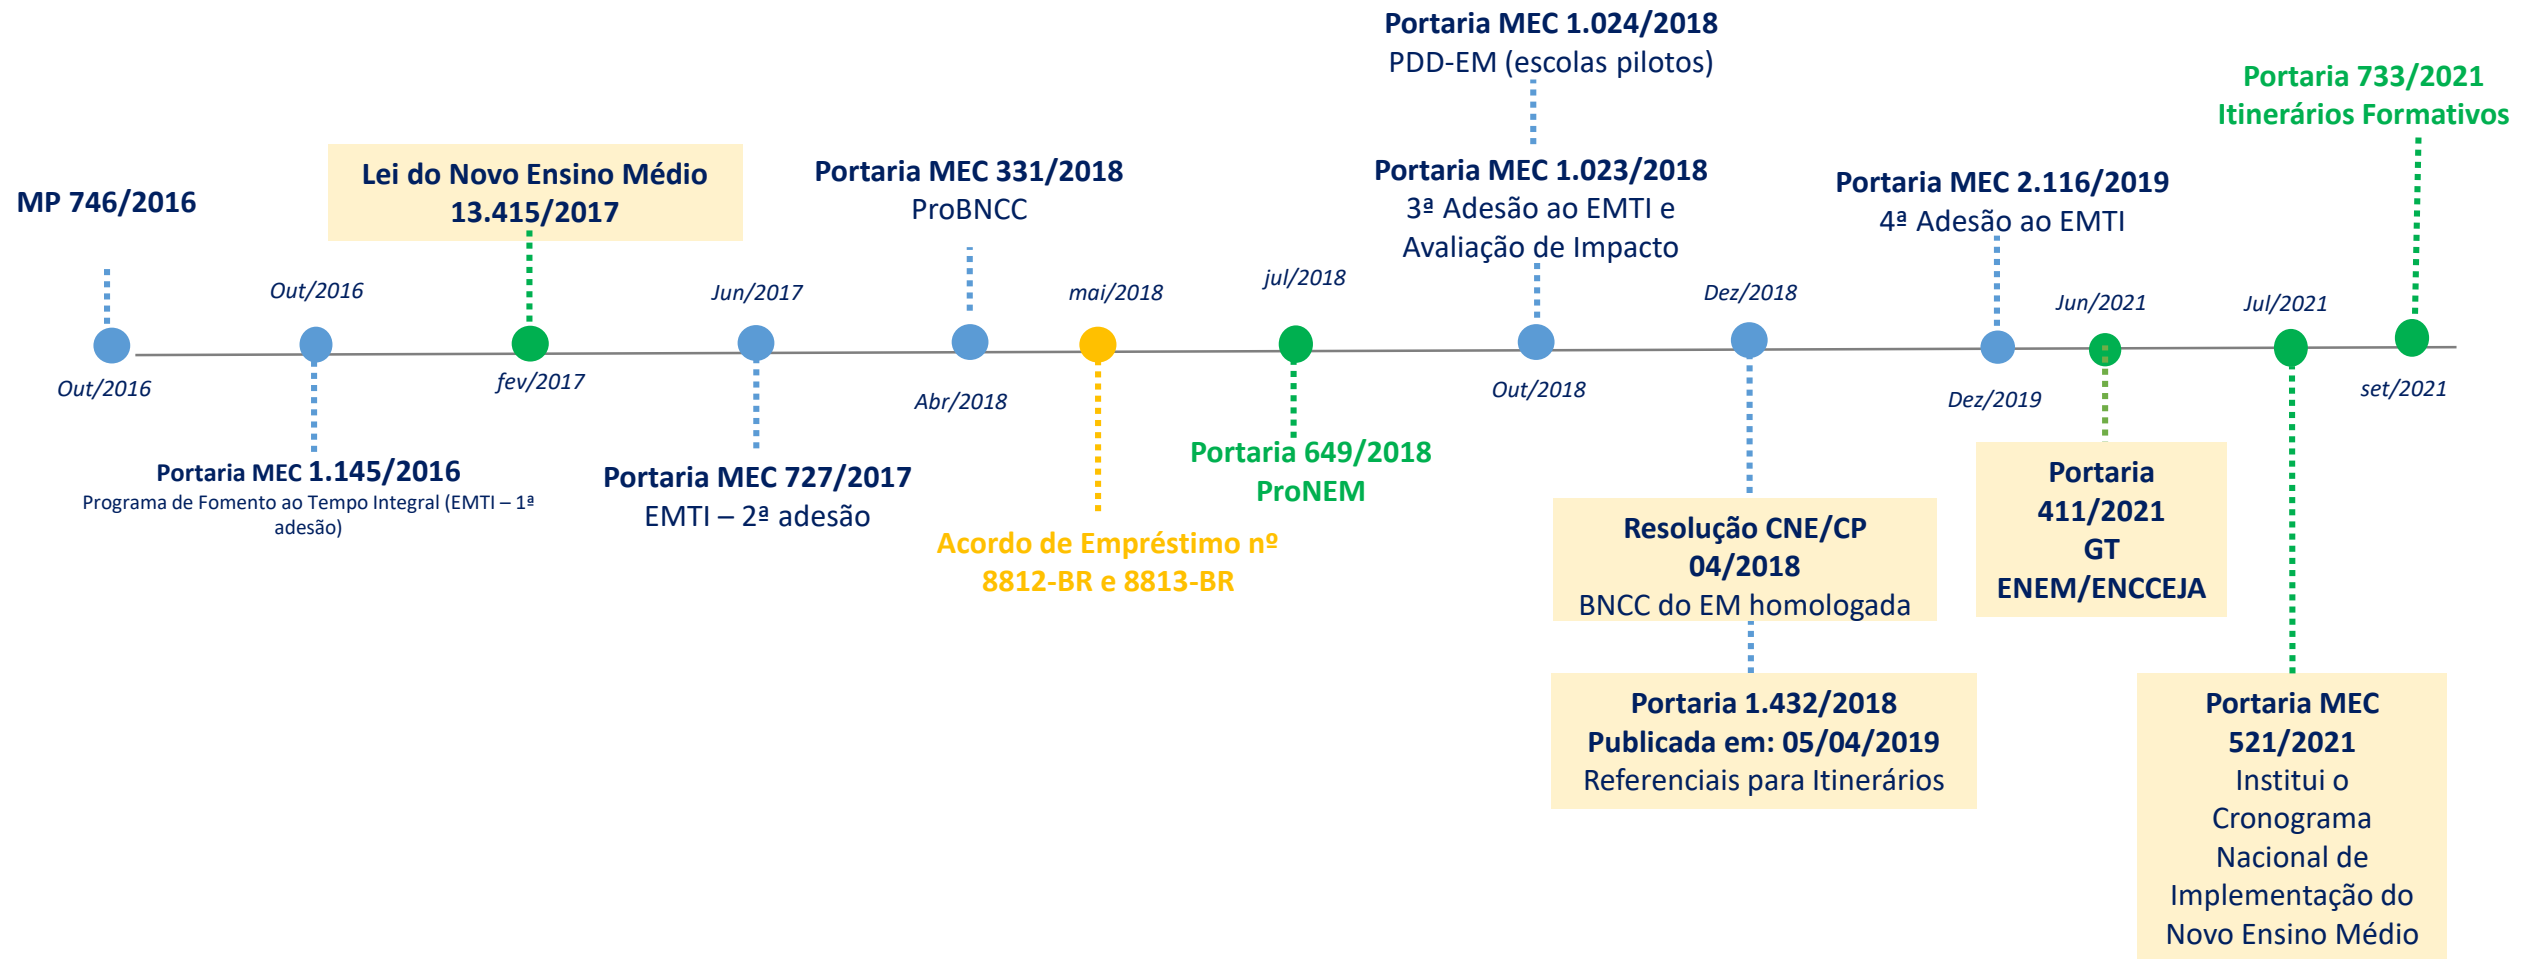 MP 746/2016
Out/2016
Out/2016
Portaria MEC 1.145/2016
Programa de Fomento ao Tempo Integral (EMTI – 1ª
adesão)
Lei do Novo Ensino Médio
13.415/2017
fev/2017
Jun/2017
Portaria MEC 727/2017
EMTI – 2ª adesão
Portaria MEC 331/2018
ProBNCC
Abr/2018
mai/2018
Acordo de Empréstimo nº
8812-BR e 8813-BR
jul/2018
Portaria 649/2018
ProNEM
Portaria MEC 1.024/2018
PDD-EM (escolas pilotos)
Portaria MEC 1.023/2018
3ª Adesão ao EMTI e
Avaliação de Impacto
Out/2018
Dez/2018
Resolução CNE/CP
04/2018
BNCC do EM homologada
Portaria 1.432/2018
Publicada em: 05/04/2019
Referenciais para Itinerários
Portaria MEC 2.116/2019
4ª Adesão ao EMTI
Dez/2019
Jun/2021
Portaria
411/2021
GT
ENEM/ENCCEJA
Jul/2021
Portaria MEC
521/2021
Institui o
Cronograma
Nacional de
Implementação do
Novo Ensino Médio
Portaria 733/2021
Itinerários Formativos
set/2021